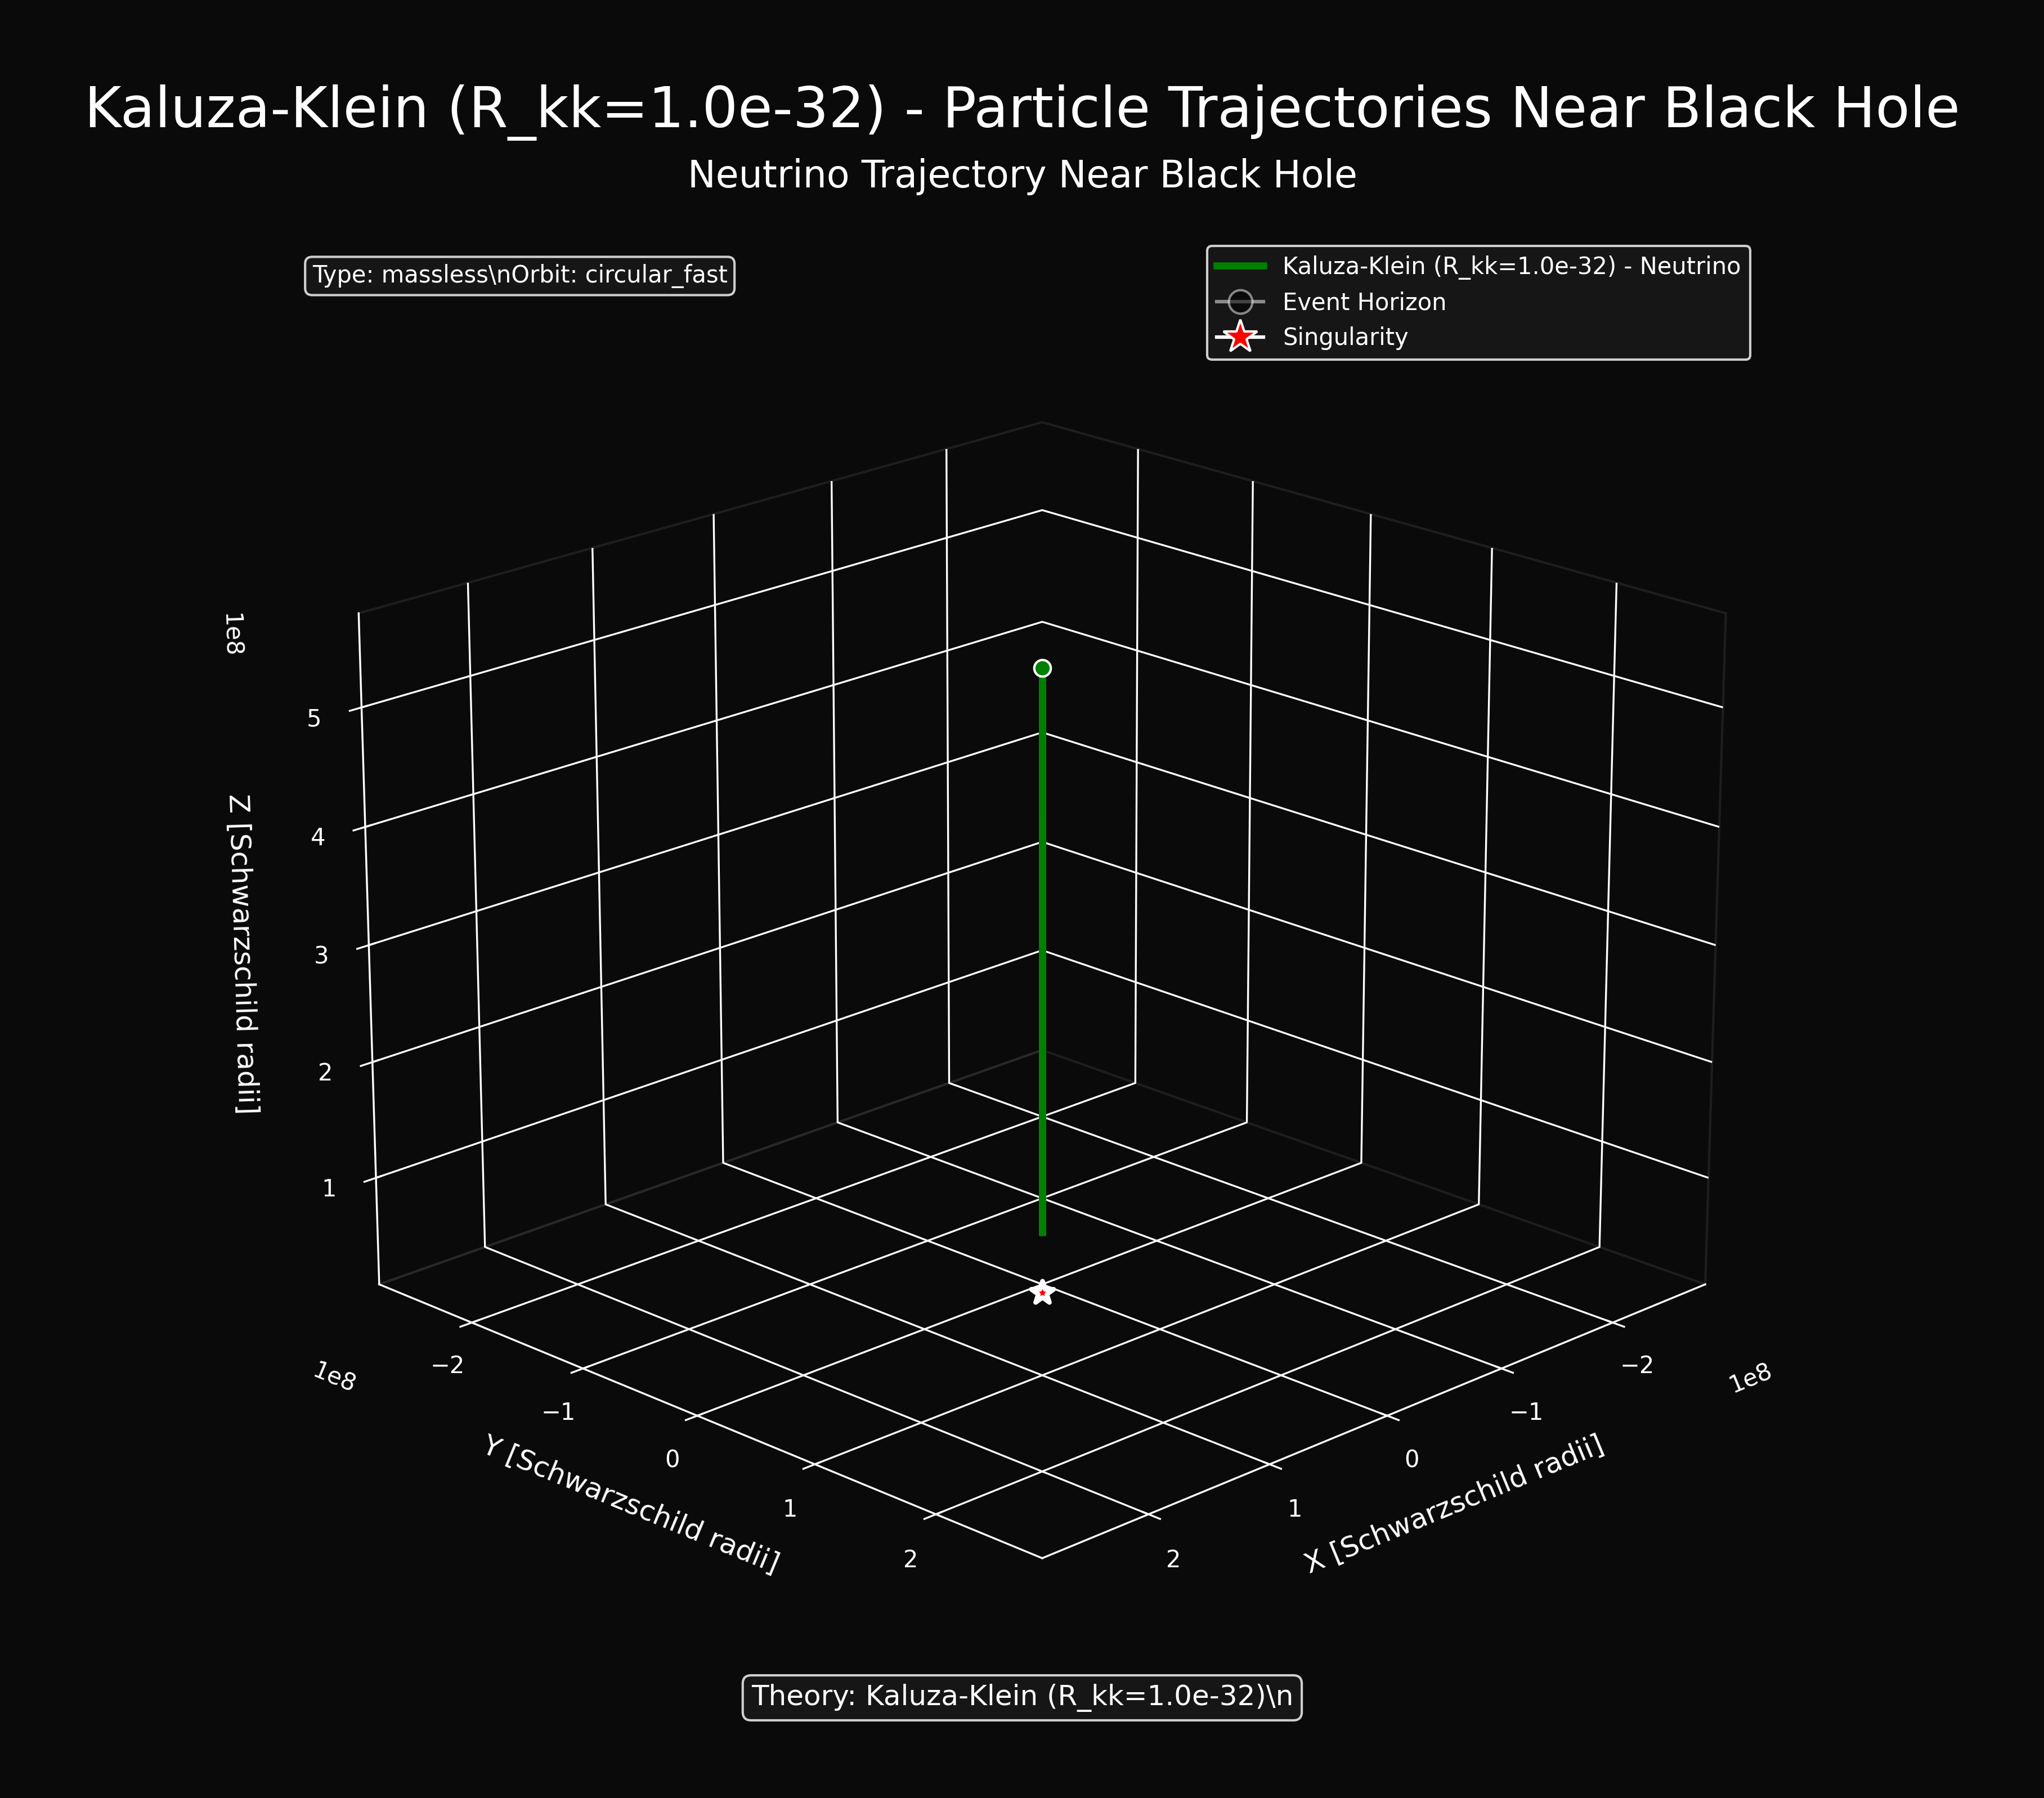 Kaluza-Klein (R_kk=1.0e-32) - Particle Trajectories Near Black Hole
Neutrino Trajectory Near Black Hole
Type: massless\nOrbit: circular_fast
Kaluza-Klein (R_kk=1.0e-32) - Neutrino
Event Horizon
Singularity
1e8
5
4
3
2
1
Z [Schwarzschild radii]
1e8
−2
−1
0
1
2
Y [Schwarzschild radii]
1e8
−2
−1
0
1
2
X [Schwarzschild radii]
Theory: Kaluza-Klein (R_kk=1.0e-32)\n